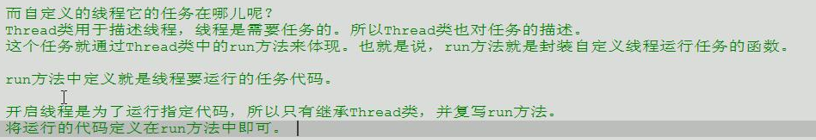 而自定义的线程它的任务在哪儿呢？
Thread类用于描述线程，线程是需要任务的。所以Thread类也对任务的描述。
这个任务就通过Thread类中的run方法来体现。也就是说，run方法就是封装自定义线程运行任务的函数。
run方法中定义就是线程要运行的任务代码。
开启线程是为了运行指定代码，所以只有继承Thread类，并复写run方法。
将运行的代码定义在run方法中即可。